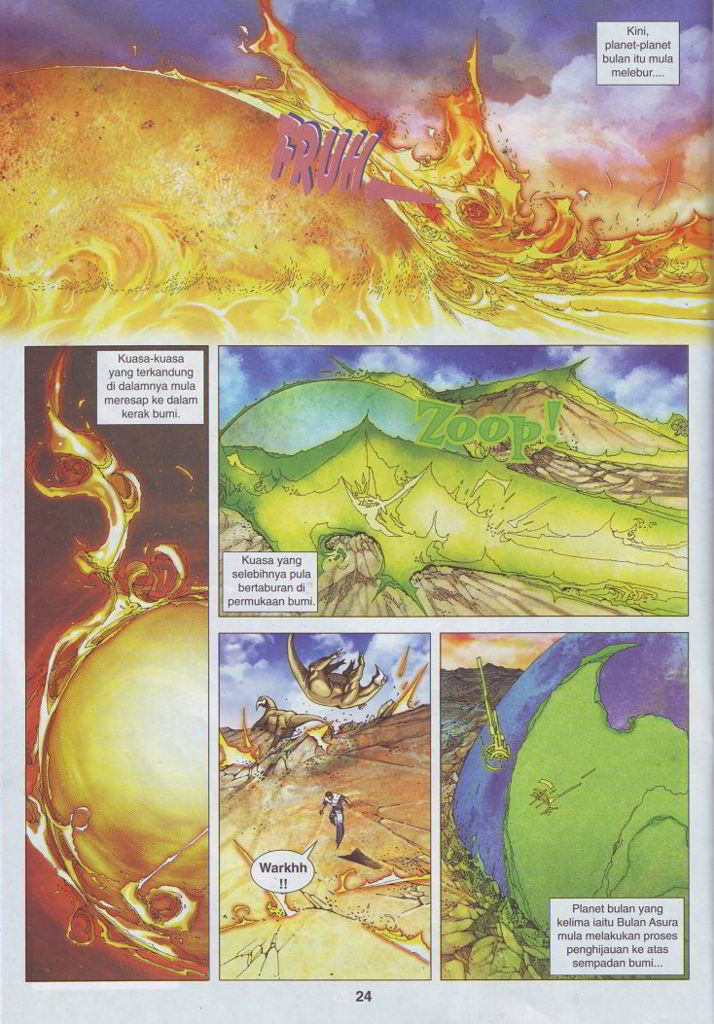 Kini,
planet-planet
bulan itu mula
melebur....
FRUH
Kuasa-kuasa
yang terkandung
di dalamnya mula
meresap ke dalam
kerak bumi.
Zoop!
Kuasa yang
selebihnya pula
bertaburan di
permukaan bumi.
Warkhh
!!
Planet bulan yang
kelima iaitu Bulan Asura
mula melakukan proses
penghijauan ke atas
sempadan bumi...
24